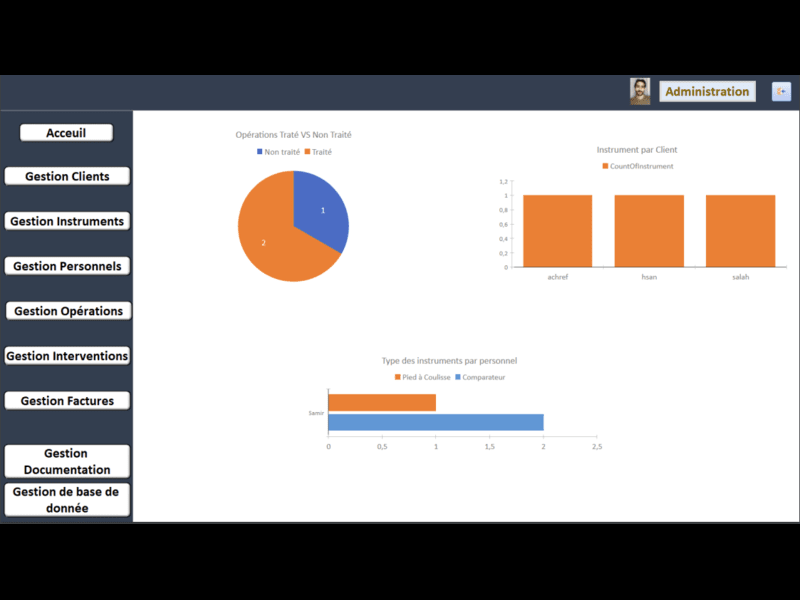 Administration
Acceuil
Gestion Clients
Gestion Instruments
Gestion Personnels
Gestion Opérations
Gestion Interventions
Gestion Factures
Gestion
Documentation
Gestion de base de
donnée
Opérations Traté VS Non Traité
Non traité Traité
1
2
Instrument par Client
CountOfInstrument
1,2
1
0,8
0,6
0,4
0,2
0
achref hsan salah
Type des instruments par personnel
Pied à Coulisse Comparateur
Samir
0 0,5 1 1,5 2 2,5